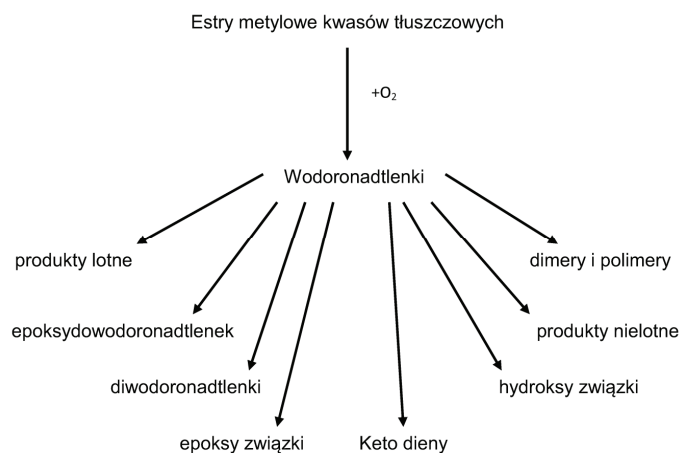 Estry metylowe kwasów tłuszczowych
+O₂
Wodoronadtlenki
produkty lotne
dimery i polimery
epoksydowodoronadtlenek
produkty nielotne
diwodoronadtlenki
hydroksy związki
epoksy związki
Keto dieny